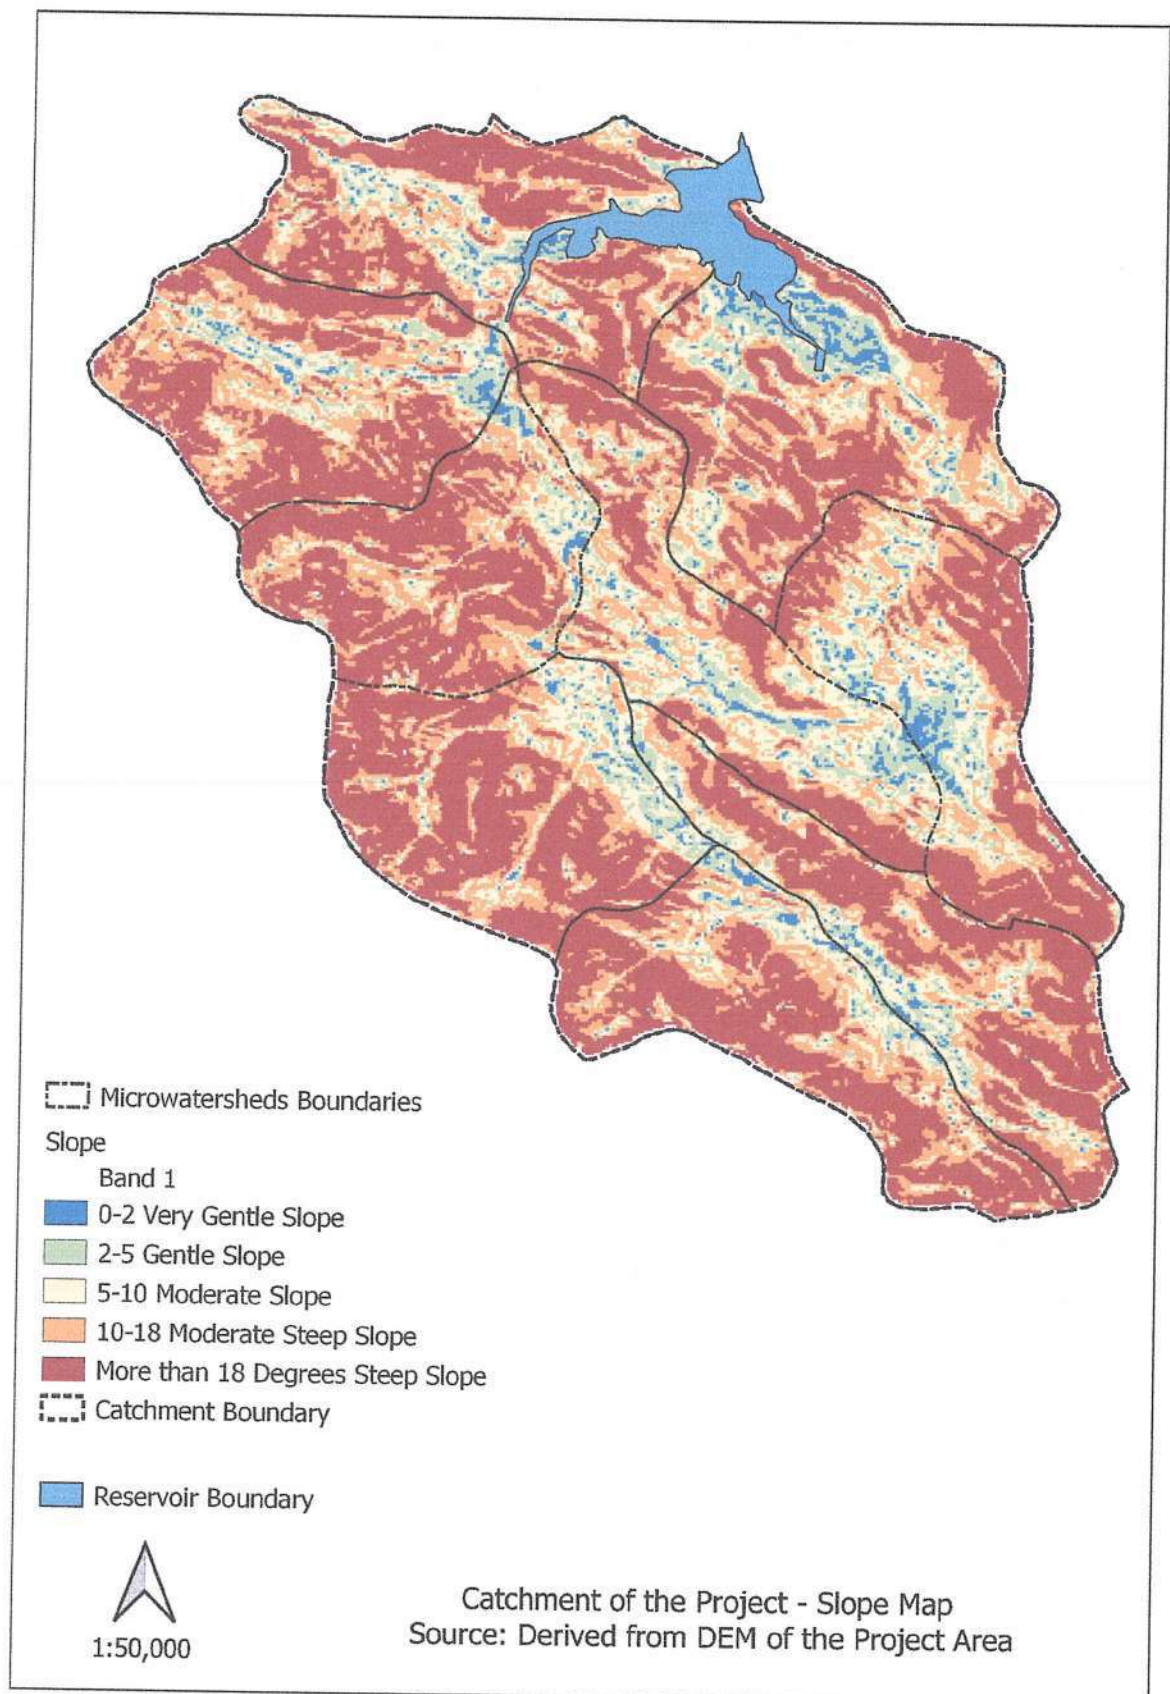 Microwatersheds Boundaries
Slope
Band 1
0-2 Very Gentle Slope
2-5 Gentle Slope
5-10 Moderate Slope
10-18 Moderate Steep Slope
More than 18 Degrees Steep Slope
Catchment Boundary
Reservoir Boundary
1:50,000
Catchment of the Project - Slope Map
Source: Derived from DEM of the Project Area